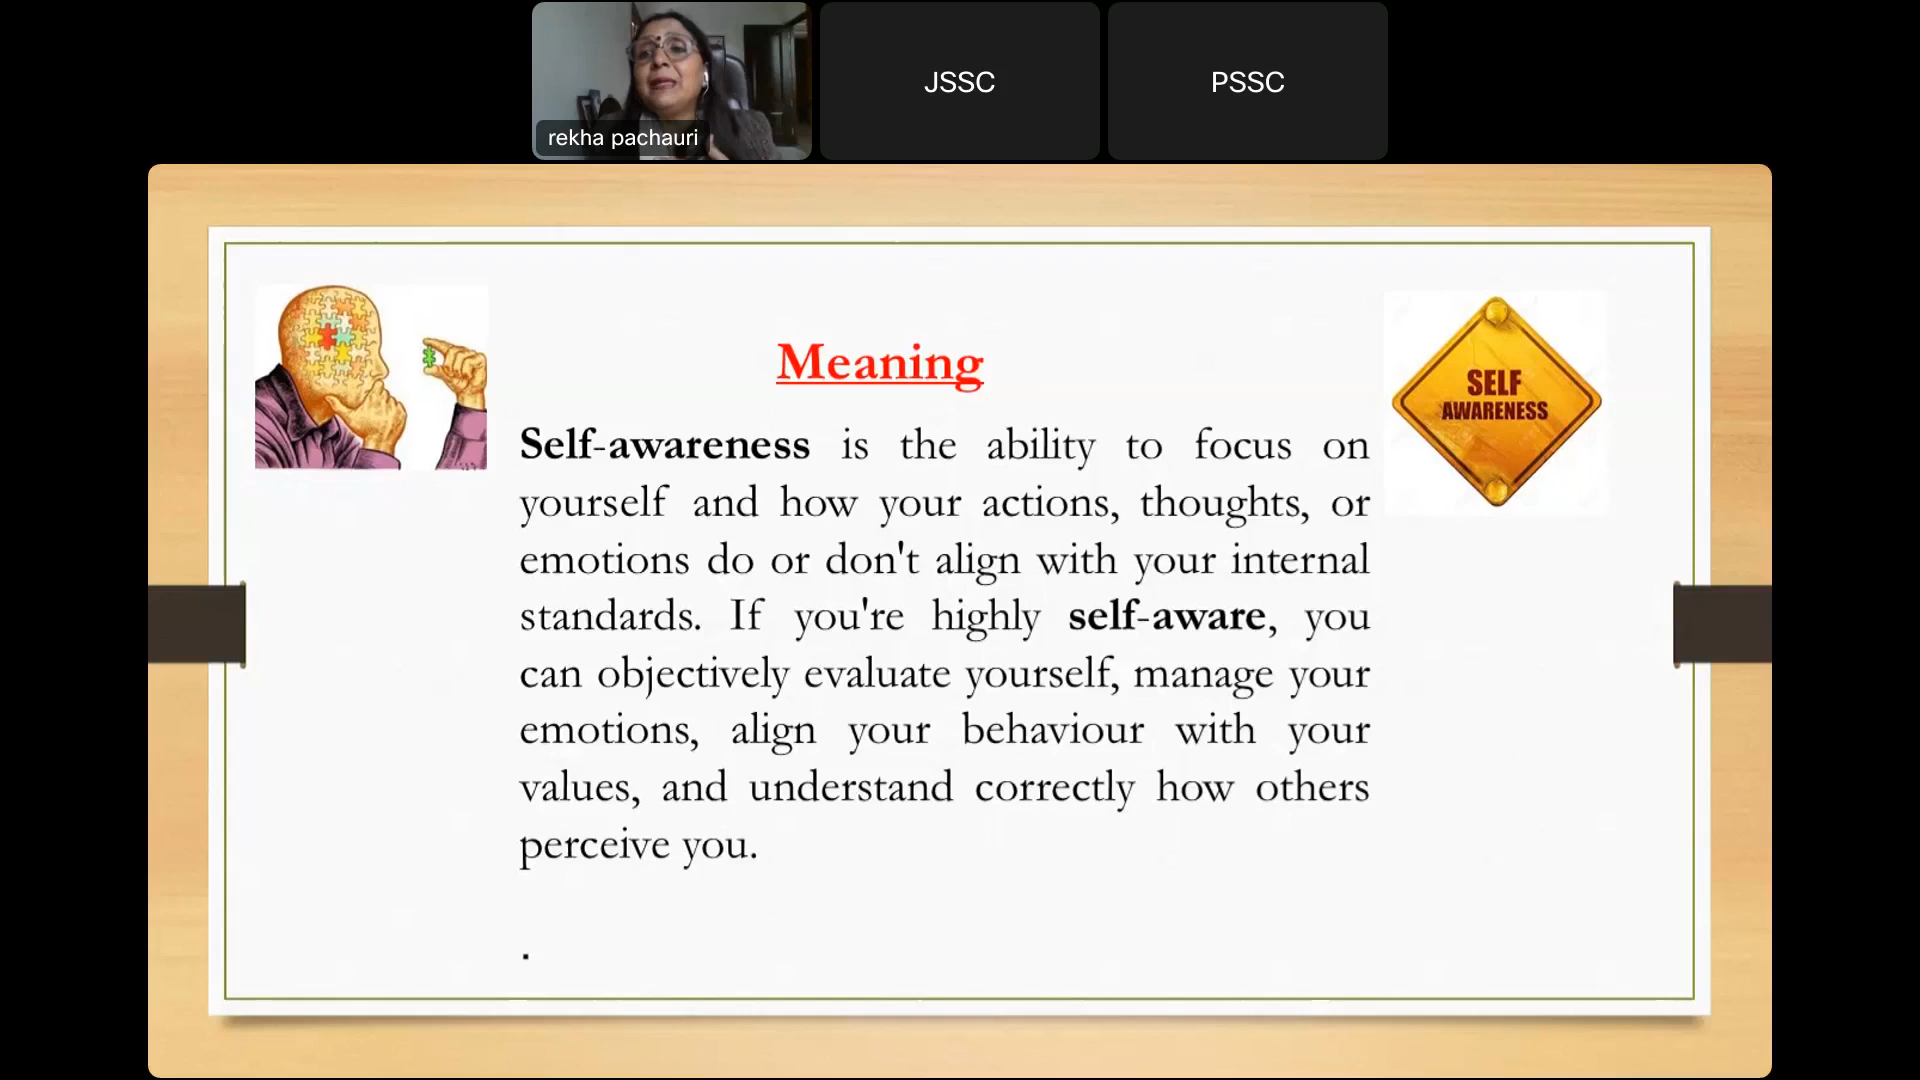 JSSC
PSSC
rekha pachauri
Meaning
SELF
AWARENESS
Self-awareness is the ability to focus on
yourself and how your actions, thoughts, or
emotions do or don't align with your internal
standards. If you're highly self-aware, you
can objectively evaluate yourself, manage your
emotions, align your behaviour with your
values, and understand correctly how others
perceive you.
.